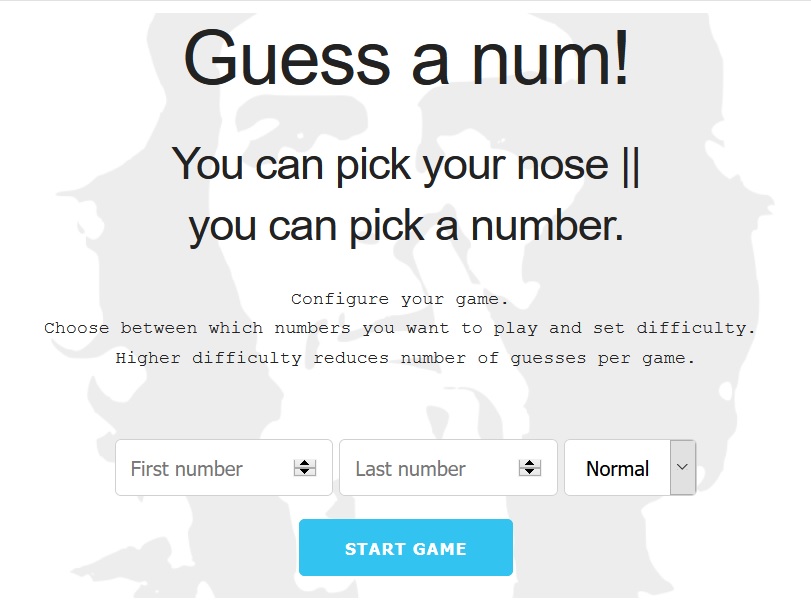 Guess a num!
You can pick your nose ||
you can pick a number.
Configure your game.
Choose between which numbers you want to play and set difficulty.
Higher difficulty reduces number of guesses per game.
First number Last number Normal
START GAME